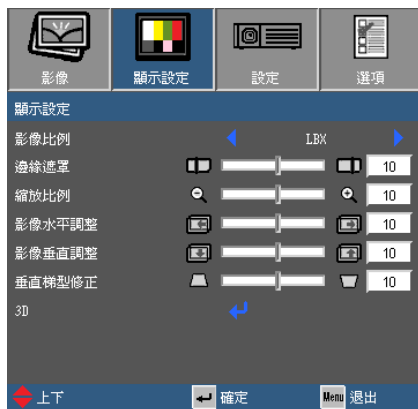 影像 顯示設定 設定 選項
顯示設定
影像比例 LBX
邊緣遮罩 10
縮放比例 10
影像水平調整 10
影像垂直調整 10
垂直梯型修正 10
3D
上下 確定 Menu 退出